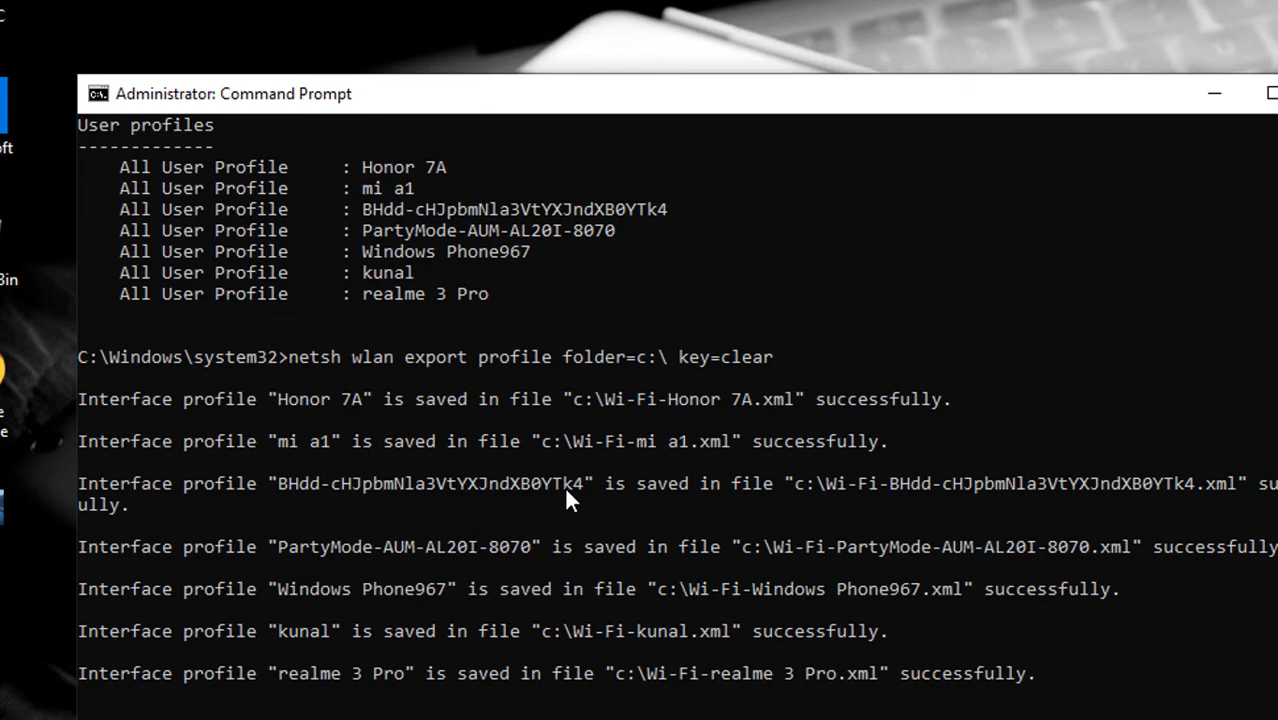 C
oft
Bin
e
e
Administrator: Command Prompt
User profiles
-------------
All User Profile : Honor 7A
All User Profile : mi a1
All User Profile : BHdd-cHJpbmNla3VtYXJndXB0YTk4
All User Profile : PartyMode-AUM-AL20I-8070
All User Profile : Windows Phone967
All User Profile : kunal
All User Profile : realme 3 Pro
C:\Windows\system32>netsh wlan export profile folder=c:\ key=clear
Interface profile "Honor 7A" is saved in file "c:\Wi-Fi-Honor 7A.xml" successfully.
Interface profile "mi a1" is saved in file "c:\Wi-Fi-mi a1.xml" successfully.
Interface profile "BHdd-cHJpbmNla3VtYXJndXB0YTk4" is saved in file "c:\Wi-Fi-BHdd-cHJpbmNla3VtYXJndXB0YTk4.xml" su
ully.
Interface profile "PartyMode-AUM-AL20I-8070" is saved in file "c:\Wi-Fi-PartyMode-AUM-AL20I-8070.xml" successfully
Interface profile "Windows Phone967" is saved in file "c:\Wi-Fi-Windows Phone967.xml" successfully.
Interface profile "kunal" is saved in file "c:\Wi-Fi-kunal.xml" successfully.
Interface profile "realme 3 Pro" is saved in file "c:\Wi-Fi-realme 3 Pro.xml" successfully.